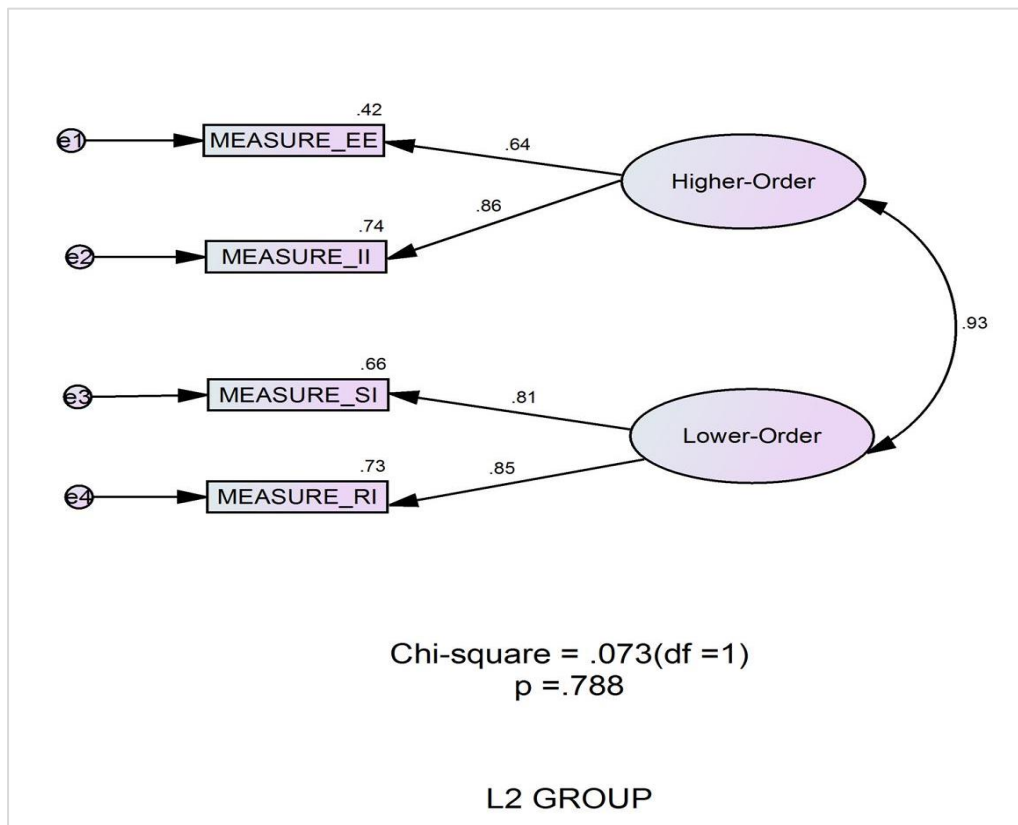 .42
e1
MEASURE_EE
.64
Higher-Order
.86
.74
e2
MEASURE_II
.93
.66
e3
MEASURE_SI
.81
Lower-Order
.73
.85
e4
MEASURE_RI
Chi-square = .073(df =1)
p =.788
L2 GROUP